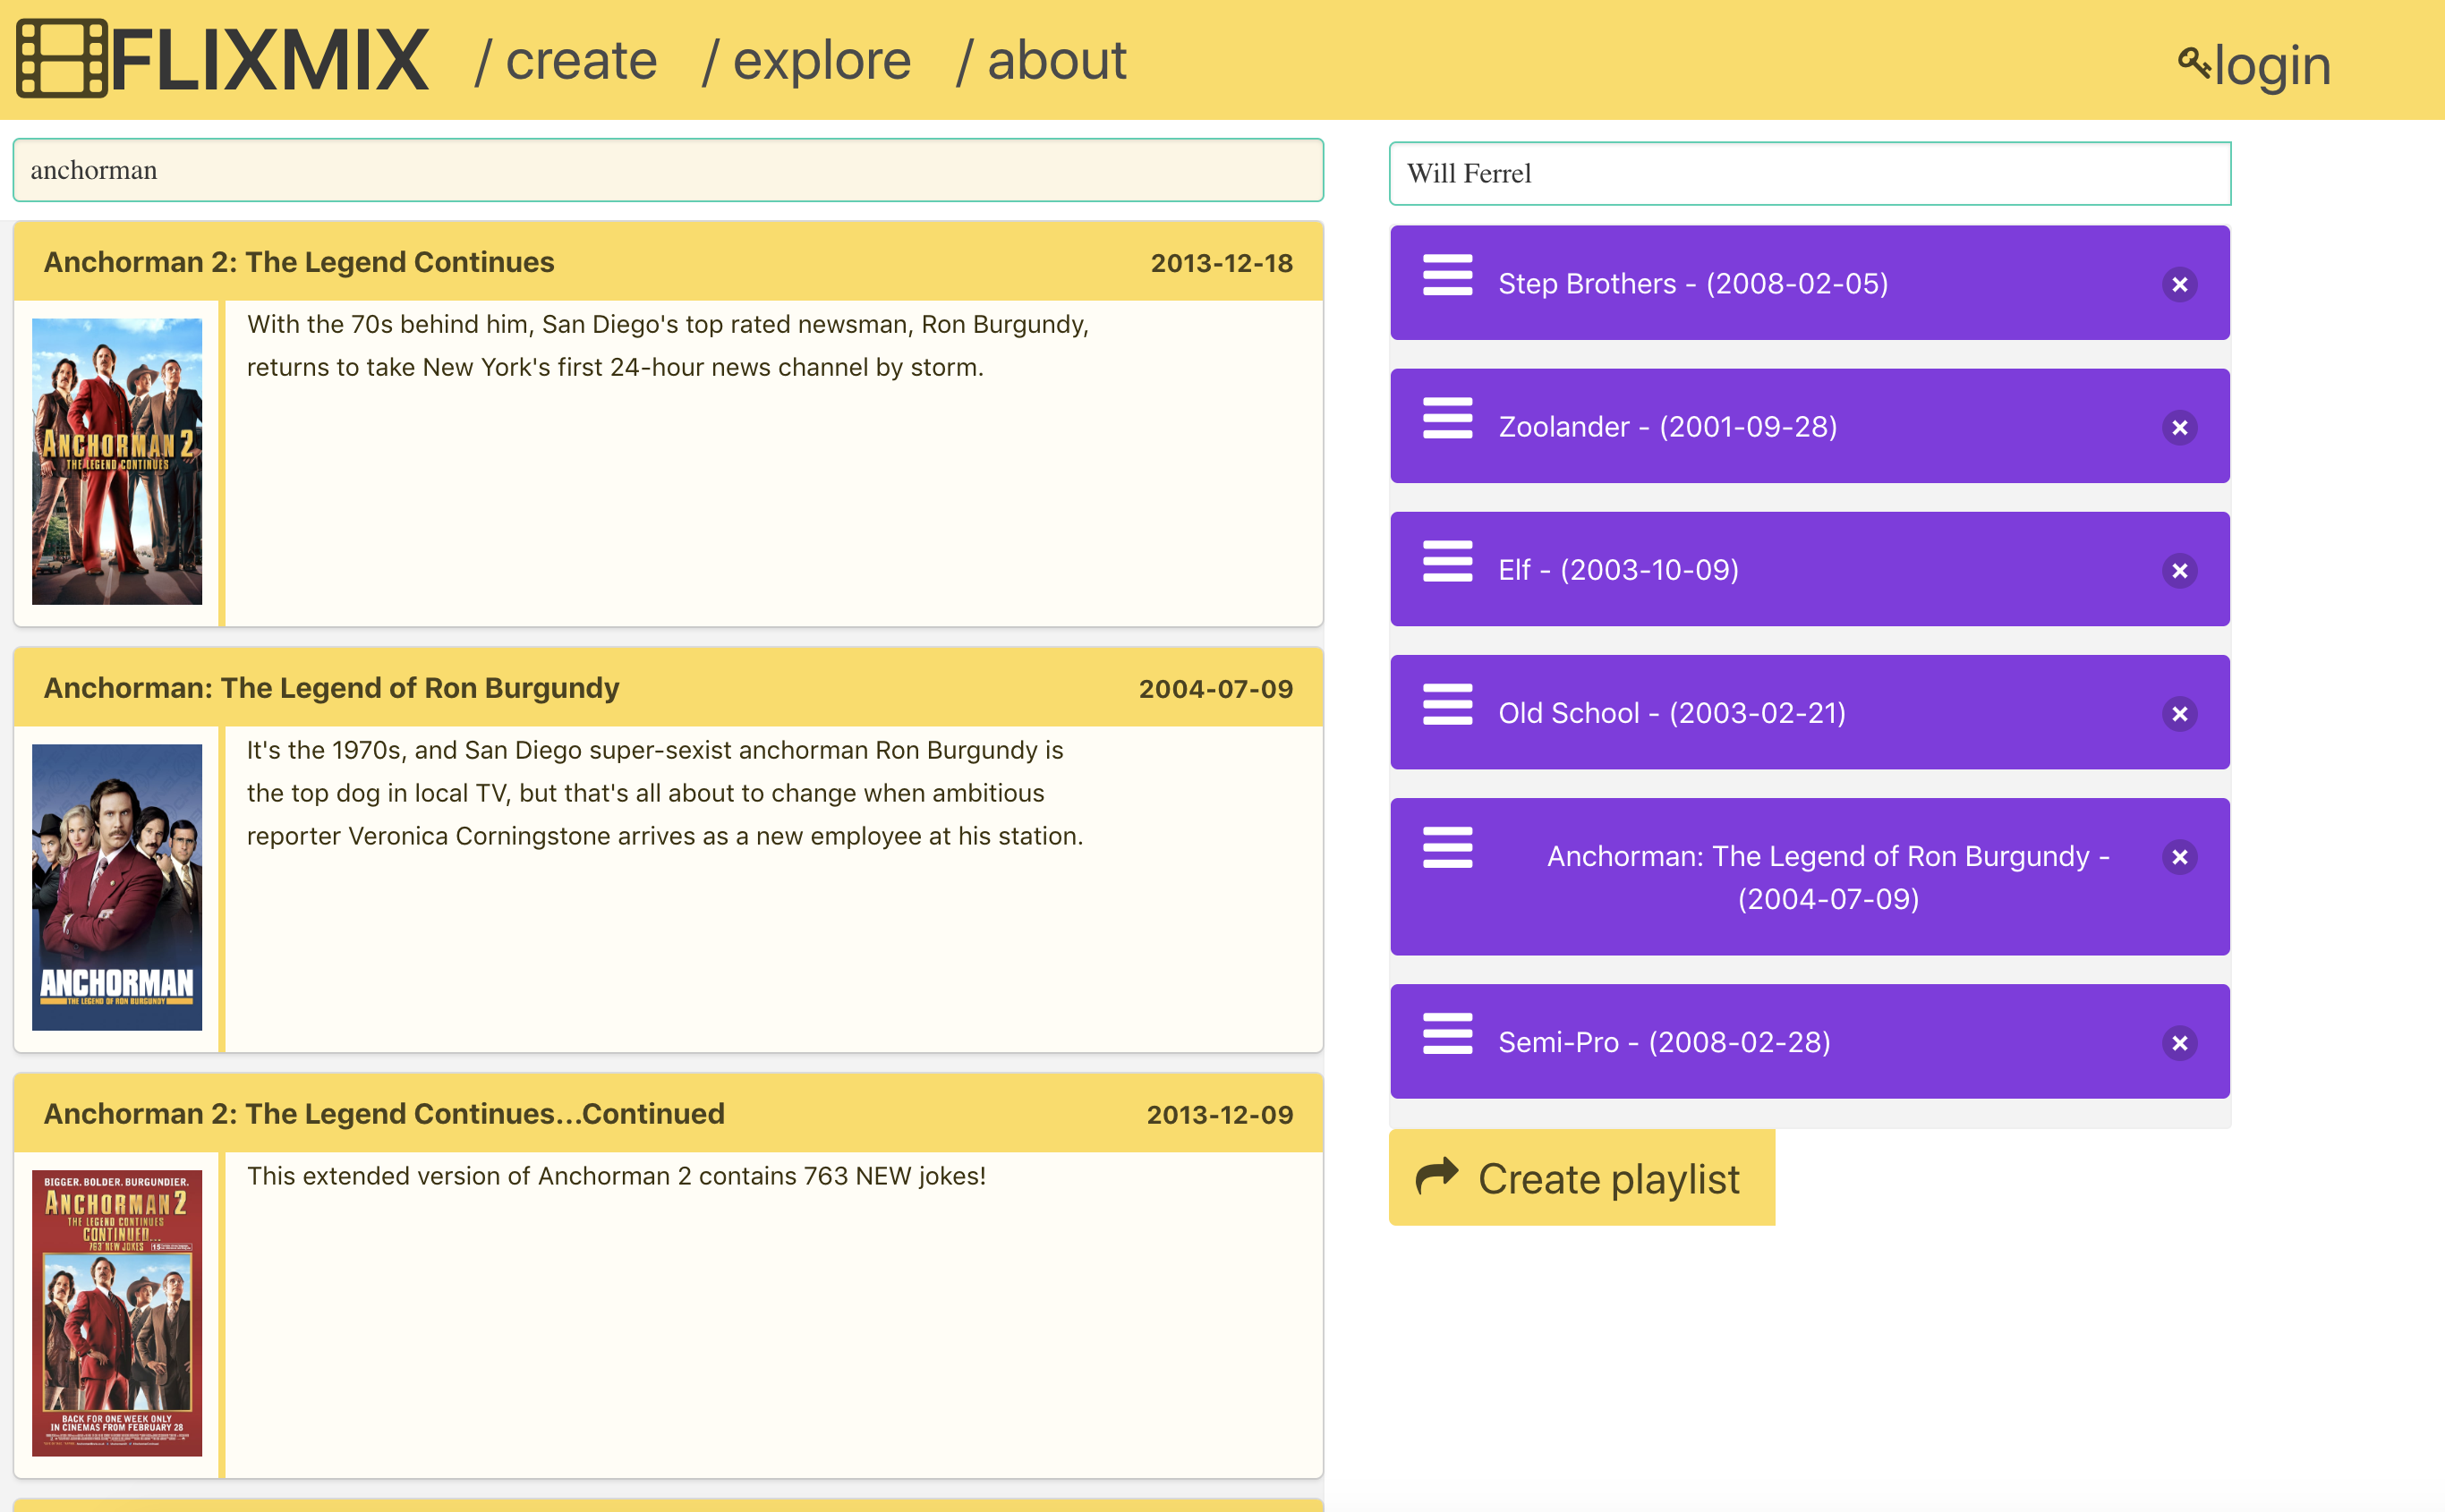 FLIXMIX / create / explore / about login
anchorman
Anchorman 2: The Legend Continues 2013-12-18
ANCHORMAN 2
THE LEGEND CONTINUES
With the 70s behind him, San Diego's top rated newsman, Ron Burgundy,
returns to take New York's first 24-hour news channel by storm.
Anchorman: The Legend of Ron Burgundy 2004-07-09
ANCHORMAN
THE LEGEND OF RON BURGUNDY
It's the 1970s, and San Diego super-sexist anchorman Ron Burgundy is
the top dog in local TV, but that's all about to change when ambitious
reporter Veronica Corningstone arrives as a new employee at his station.
Anchorman 2: The Legend Continues...Continued 2013-12-09
BIGGER. BOLDER. BURGUNDIER.
ANCHORMAN 2
THE LEGEND CONTINUES
CONTINUED...
763 NEW JOKES
15
BACK FOR ONE WEEK ONLY
IN CINEMAS FROM FEBRUARY 28
This extended version of Anchorman 2 contains 763 NEW jokes!
Will Ferrel
Step Brothers - (2008-02-05)
Zoolander - (2001-09-28)
Elf - (2003-10-09)
Old School - (2003-02-21)
Anchorman: The Legend of Ron Burgundy -
(2004-07-09)
Semi-Pro - (2008-02-28)
Create playlist